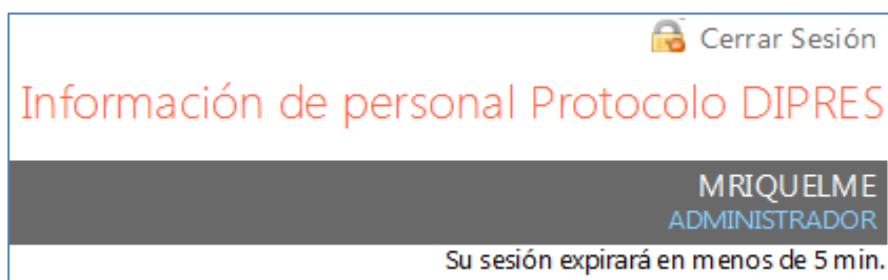 Cerrar Sesión
Información de personal Protocolo DIPRES
MRIQUELME
ADMINISTRADOR
Su sesión expirará en menos de 5 min.